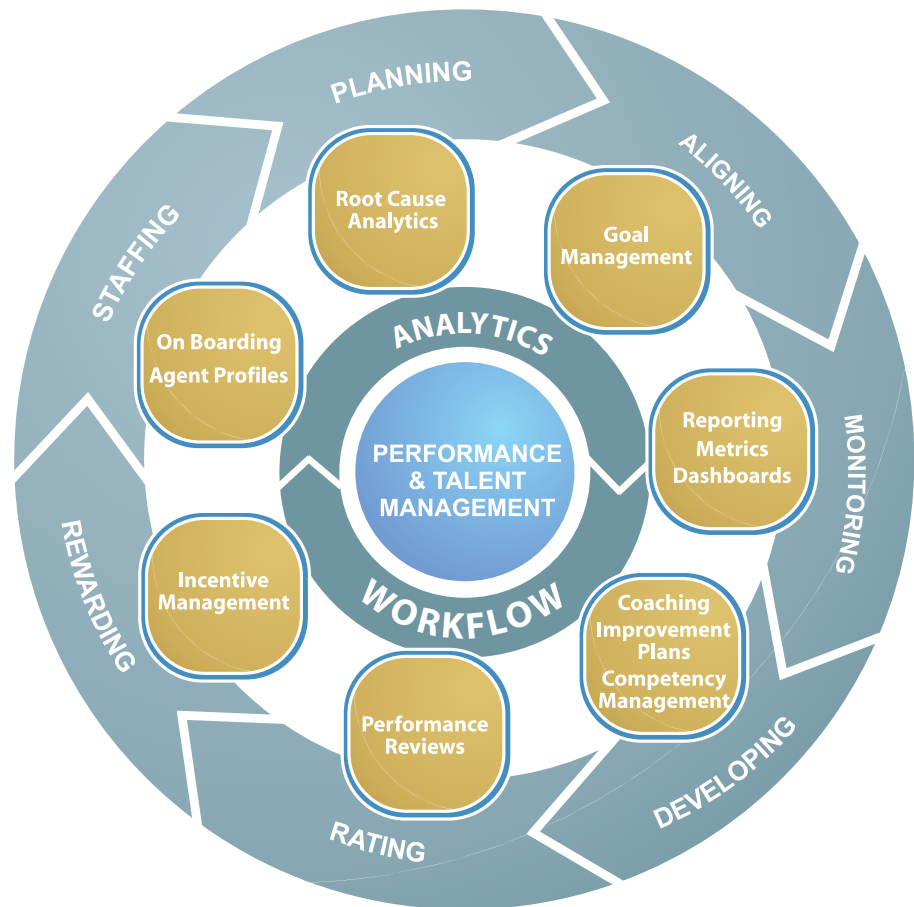 PLANNING
ALIGNING
MONITORING
DEVELOPING
RATING
REWARDING
STAFFING
Root Cause
Analytics
Goal
Management
Reporting
Metrics
Dashboards
Coaching
Improvement
Plans
Competency
Management
Performance
Reviews
Incentive
Management
On Boarding
Agent Profiles
ANALYTICS
WORKFLOW
PERFORMANCE
& TALENT
MANAGEMENT